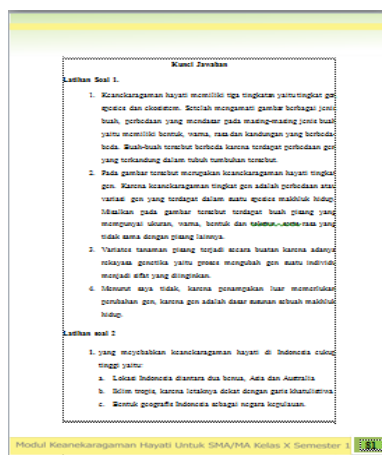 Kunci Jawaban
Latihan Soal 1.
1. Keanekaragaman hayati memiliki tiga tingkatan yaitu tingkat gen
spesies dan ekosistem. Setelah mengamati gambar berbagai jenis
buah, perbedaan yang mendasar pada masing-masing jenis buah
yaitu memiliki bentuk, warna, rasa dan kandungan yang berbeda-
beda. Buah-buah tersebut berbeda karena terdapat perbedaan gen
yang terkandung dalam tubuh tumbuhan tersebut.
2. Pada gambar tersebut merupakan keanekaragaman hayati tingkat
gen. Karena keanekaragaman tingkat gen adalah perbedaan atau
variasi gen yang terdapat dalam suatu spesies makhluk hidup.
Misalkan pada gambar tersebut terdapat buah pisang yang
mempunyai ukuran, warna, bentuk dan rasa yang
tidak sama dengan pisang lainnya.
3. Variates tanaman pisang terjadi secara buatan karena adanya
rekayasa genetika yaitu proses mengubah gen suatu individu
menjadi sifat yang diinginkan.
4. Menurut saya tidak, karena penampakan luar memerlukan
perubahan gen, karena gen adalah dasar susunan sebuah makhluk
hidup.
Latihan soal 2
1. yang meyebabkan keanekaragaman hayati di Indonesia cukup
tinggi yaitu:
a. Lokasi Indonesia diantara dua benua, Asia dan Australia
b. Iklim tropis, karena letaknya dekat dengan garis khatulistiwa
c. Bentuk geografis Indonesia sebagai negara kepulauan.
Modul Keanekaragaman Hayati Untuk SMA/MA Kelas X Semester 1 81